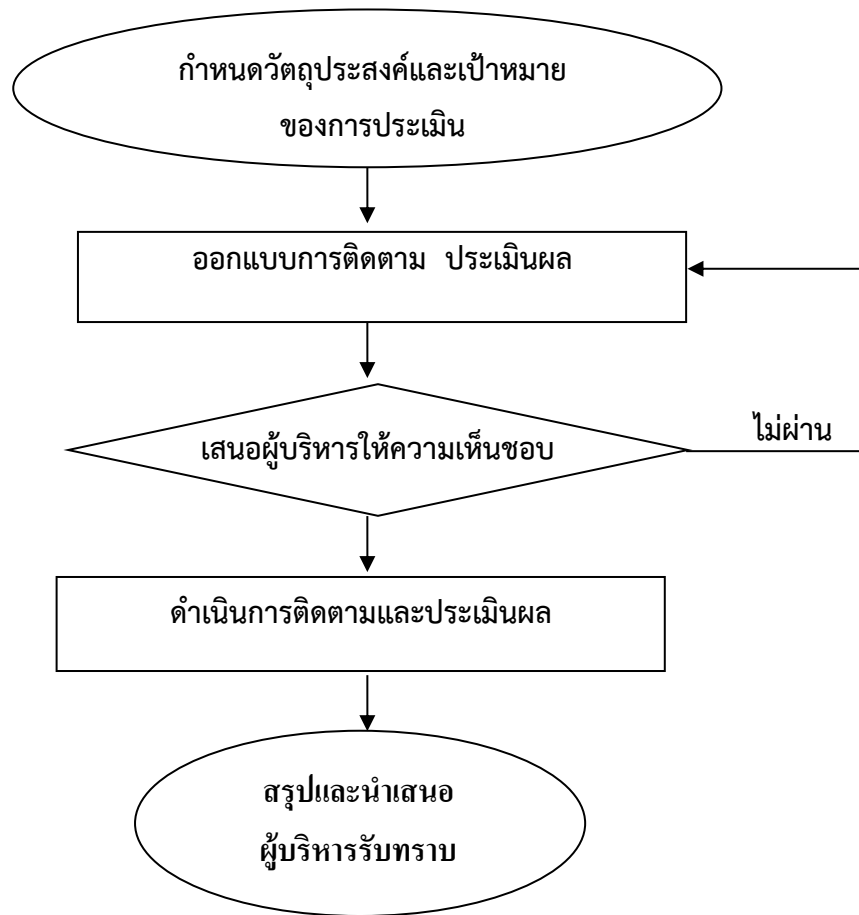 กำหนดวัตถุประสงค์และเป้าหมาย
ของการประเมิน
ออกแบบการติดตาม ประเมินผล
เสนอผู้บริหารให้ความเห็นชอบ
ไม่ผ่าน
ดำเนินการติดตามและประเมินผล
สรุปและนำเสนอ
ผู้บริหารรับทราบ